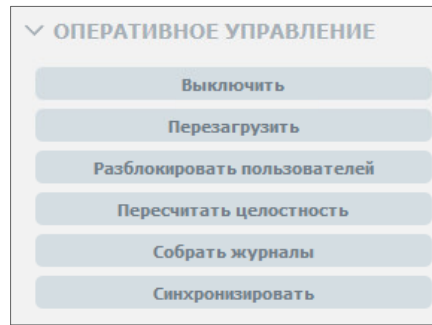 ОПЕРАТИВНОЕ УПРАВЛЕНИЕ
Выключить
Перезагрузить
Разблокировать пользователей
Пересчитать целостность
Собрать журналы
Синхронизировать